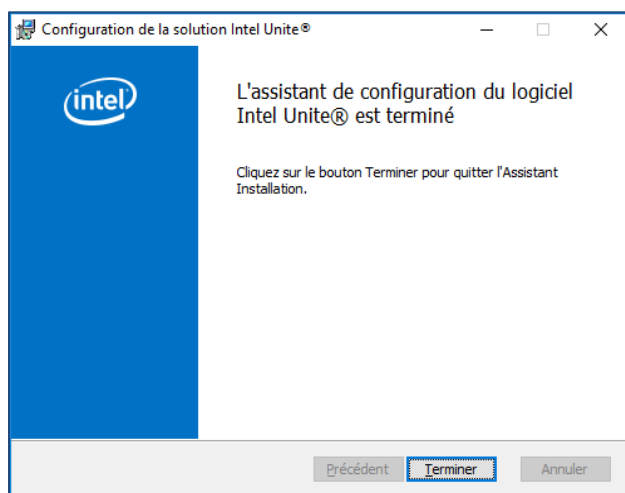 Configuration de la solution Intel Unite®
intel
L'assistant de configuration du logiciel
Intel Unite® est terminé
Cliquez sur le bouton Terminer pour quitter l'Assistant
Installation.
Précédent Terminer Annuler